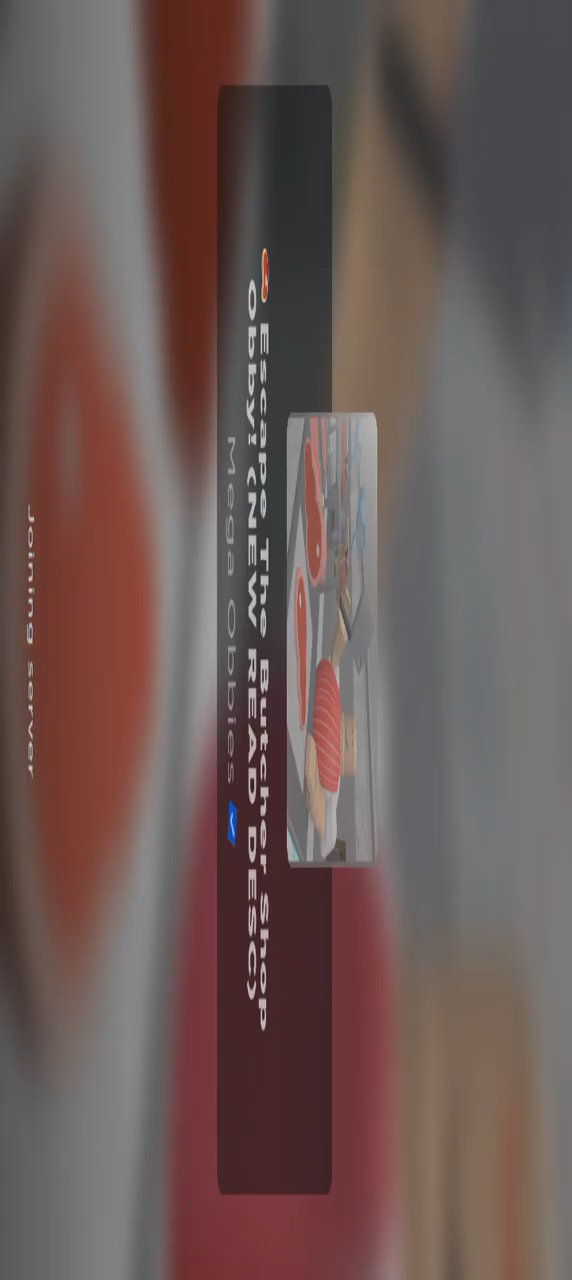 🥩 Escape The Butcher Shop
Obby! (NEW READ DESC)
Mega Obbies
Joining server